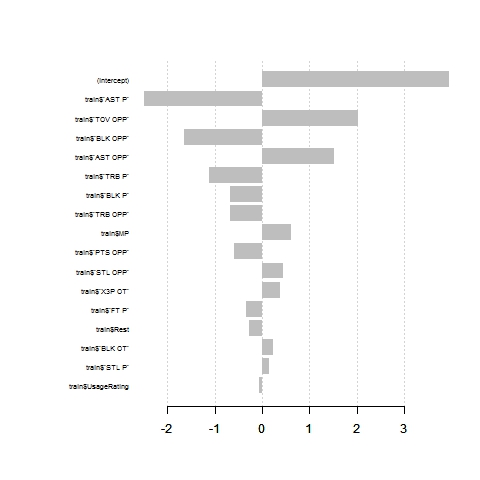 (Intercept)
train$`AST P`
train$`TOV OPP`
train$`BLK OPP`
train$`AST OPP`
train$`TRB P`
train$`BLK P`
train$`TRB OPP`
train$MP
train$`PTS OPP`
train$`STL OPP`
train$`X3P OT`
train$`FT P`
train$Rest
train$`BLK OT`
train$`STL P`
train$UsageRating
-2 -1 0 1 2 3